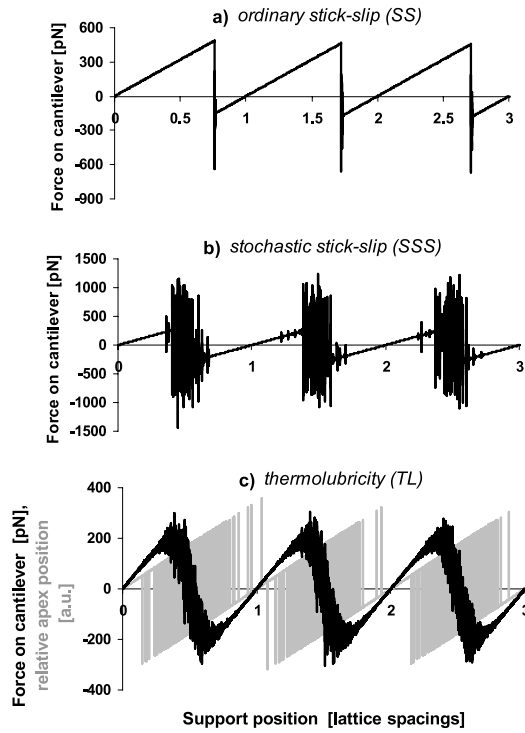 a) ordinary stick-slip (SS)
Force on cantilever [pN]
600
300
0
-300
-600
-900
0 0.5 1 1.5 2 2.5 3
b) stochastic stick-slip (SSS)
Force on cantilever [pN]
1500
1000
500
0
-500
-1000
-1500
0 1 2 3
c) thermolubricity (TL)
Force on cantilever [pN],
relative apex position
[a.u.]
400
200
0
-200
-400
0 1 2 3
Support position [lattice spacings]